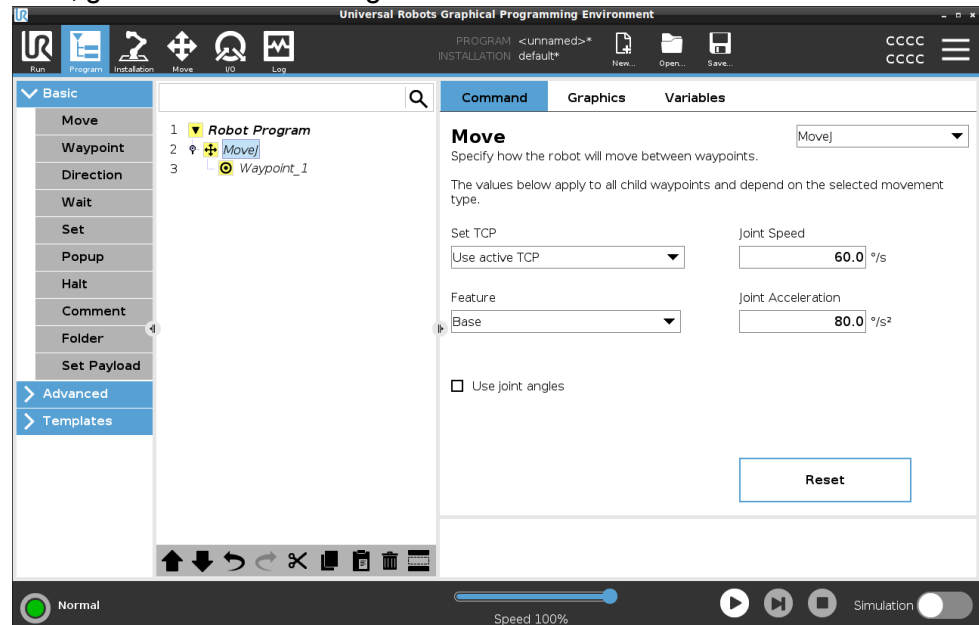 Universal Robots Graphical Programming Environment
UR
Run
Program
Installation
Move
I/O
Log
PROGRAM <unnamed>*
INSTALLATION default*
New...
Open...
Save...
CCCC
CCCC
Basic
Move
Waypoint
Direction
Wait
Set
Popup
Halt
Comment
Folder
Set Payload
Advanced
Templates
1 Robot Program
2 MoveJ
3 Waypoint_1
Command Graphics Variables
Move
MoveJ
Specify how the robot will move between waypoints.
The values below apply to all child waypoints and depend on the selected movement
type.
Set TCP
Use active TCP
Joint Speed
60.0 °/s
Feature
Base
Joint Acceleration
80.0 °/s²
Use joint angles
Reset
Normal
Speed 100%
Simulation